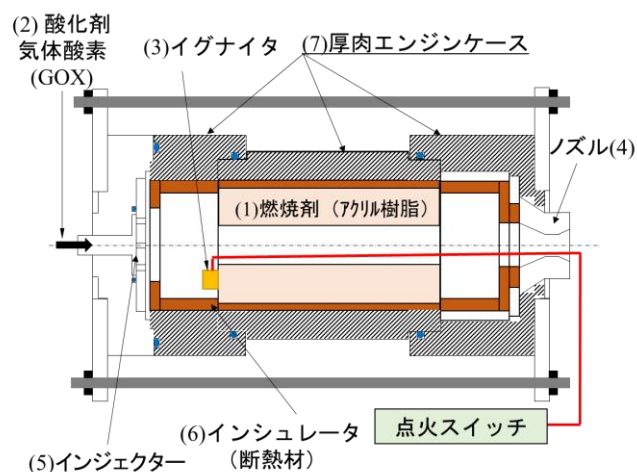 (2) 酸化剤
気体酸素
(GOX)
(3)イグナイタ
(7)厚肉エンジンケース
ノズル(4)
(1)燃焼剤（アクリル樹脂）
点火スイッチ
(6)インシュレータ
（断熱材）
(5)インジェクター